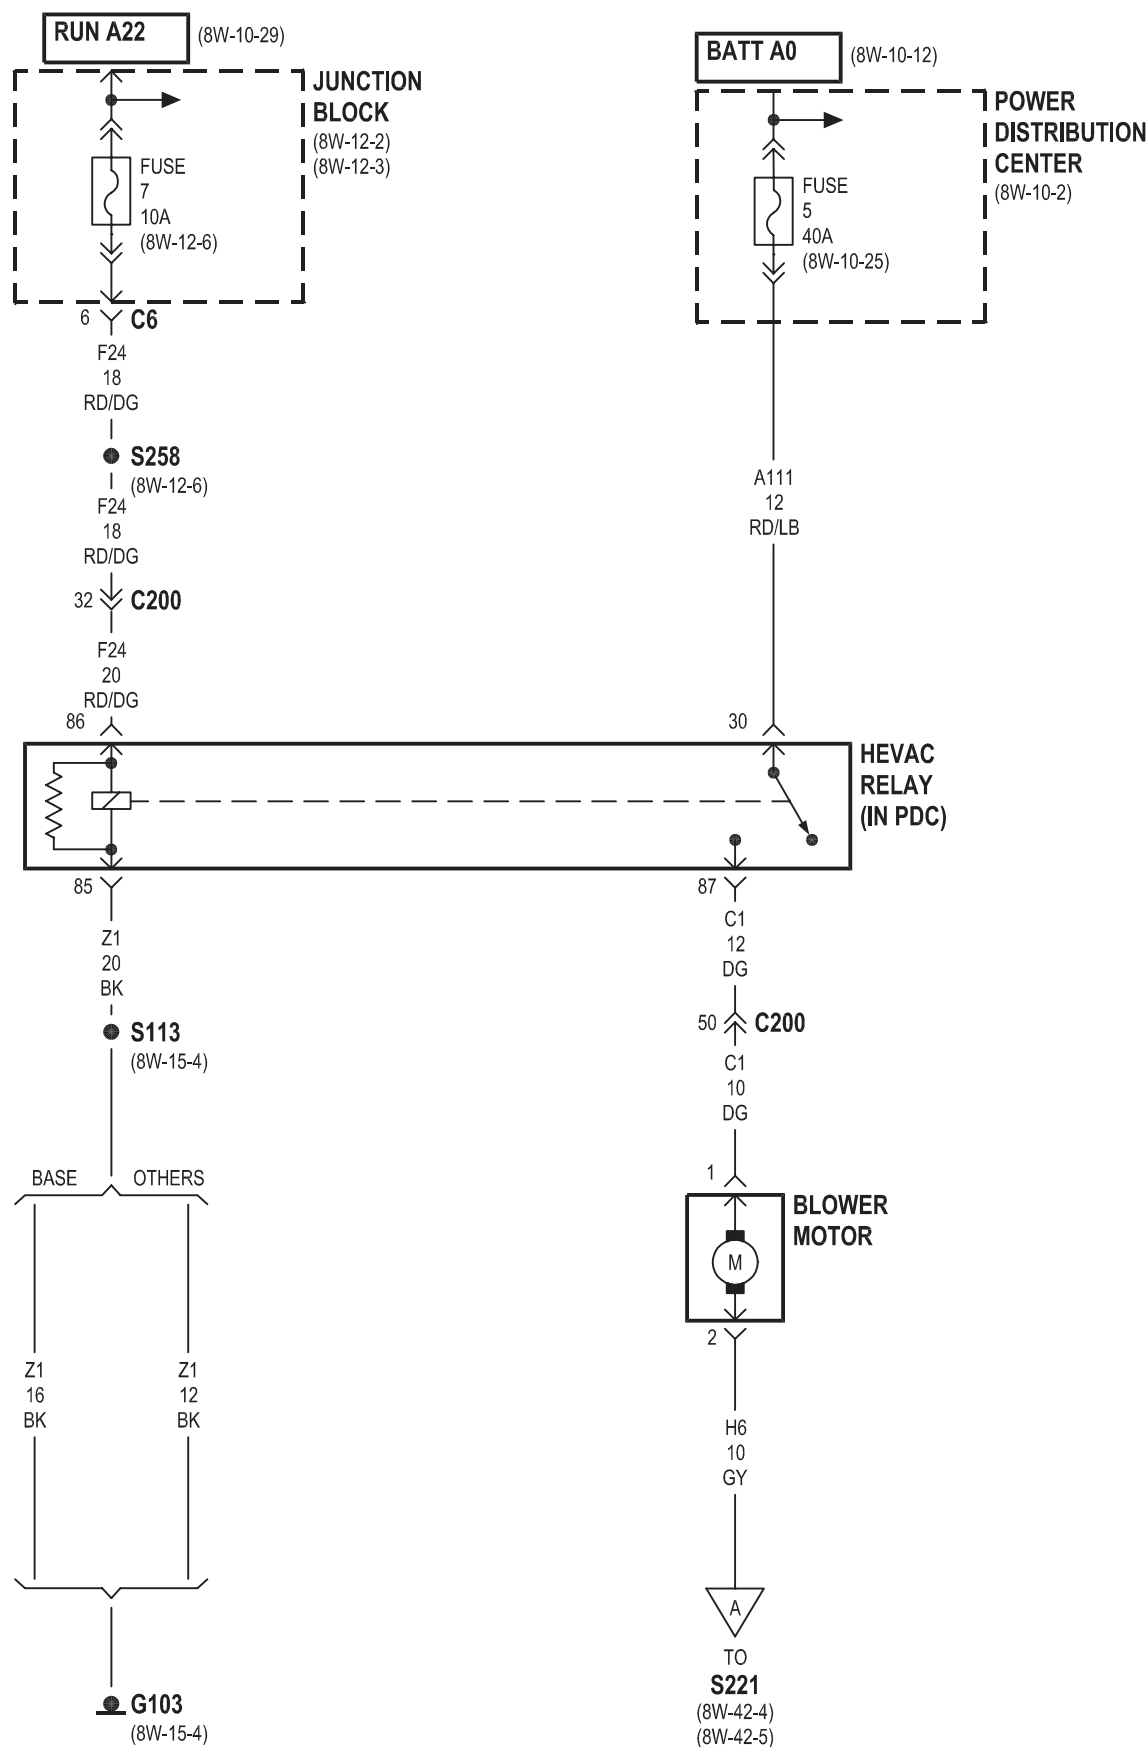 RUN A22
(8W-10-29)
JUNCTION
BLOCK
(8W-12-2)
(8W-12-3)
FUSE
7
10A
(8W-12-6)
6
C6
F24
18
RD/DG
S258
(8W-12-6)
F24
18
RD/DG
32
C200
F24
20
RD/DG
86
BATT A0
(8W-10-12)
POWER
DISTRIBUTION
CENTER
(8W-10-2)
FUSE
5
40A
(8W-10-25)
A111
12
RD/LB
30
HEVAC
RELAY
(IN PDC)
85
Z1
20
BK
S113
(8W-15-4)
BASE
OTHERS
Z1
16
BK
Z1
12
BK
G103
(8W-15-4)
87
C1
12
DG
50
C200
C1
10
DG
1
BLOWER
MOTOR
M
2
H6
10
GY
A
TO
S221
(8W-42-4)
(8W-42-5)